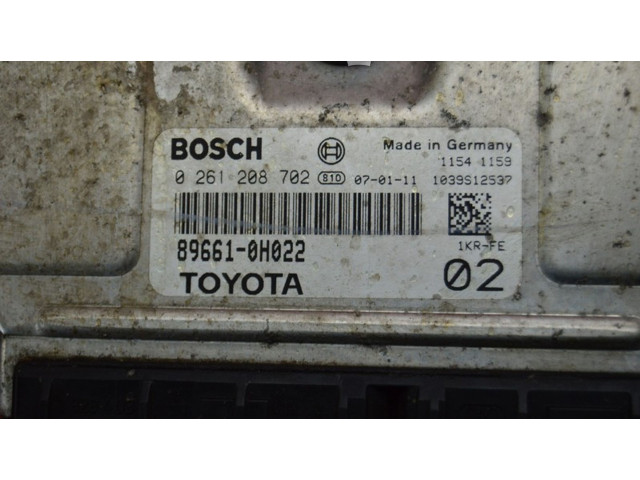 BOSCH Made in Germany
1154 1159
0 261 208 702 S1D 07-01-11 1039S12537
89661-0H022 1KR-FE
TOYOTA 02